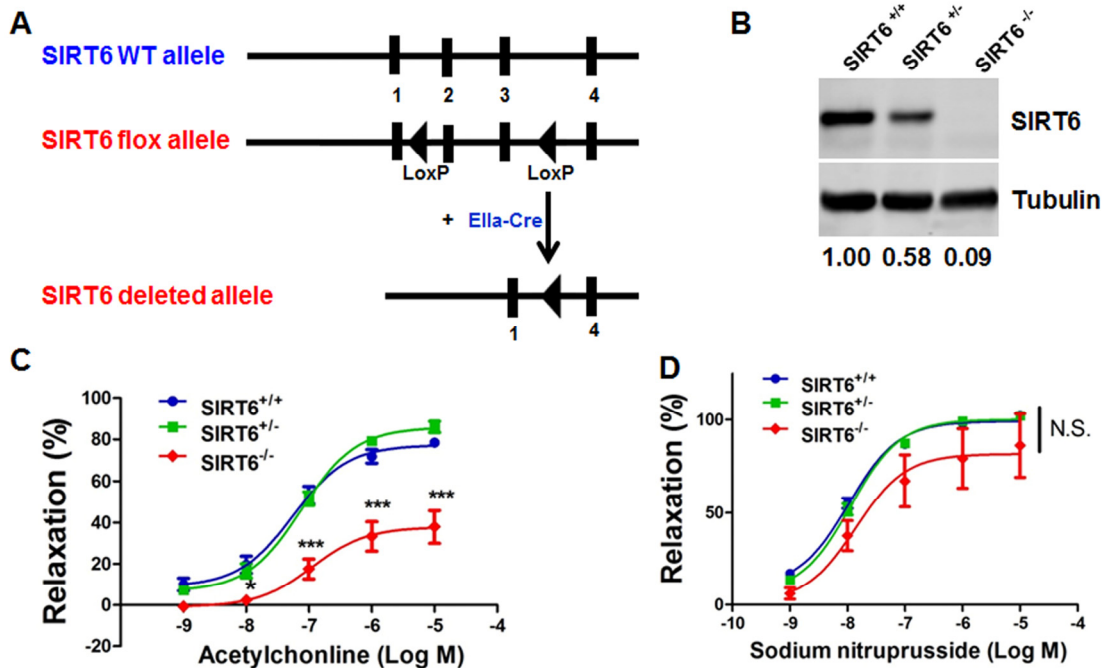 A
SIRT6 WT allele
1 2 3 4
SIRT6 flox allele
LoxP LoxP
+ Ella-Cre
SIRT6 deleted allele
1 4
B
SIRT6+/+ SIRT6+/- SIRT6-/-
SIRT6
Tubulin
1.00 0.58 0.09
C
SIRT6+/+
SIRT6+/-
SIRT6-/-
Relaxation (%)
100
80
60
40
20
0
-20
* *** *** ***
-9 -8 -7 -6 -5 -4
Acetylchonline (Log M)
D
SIRT6+/+
SIRT6+/-
SIRT6-/-
N.S.
Relaxation (%)
100
50
0
-10 -9 -8 -7 -6 -5 -4
Sodium nitruprusside (Log M)